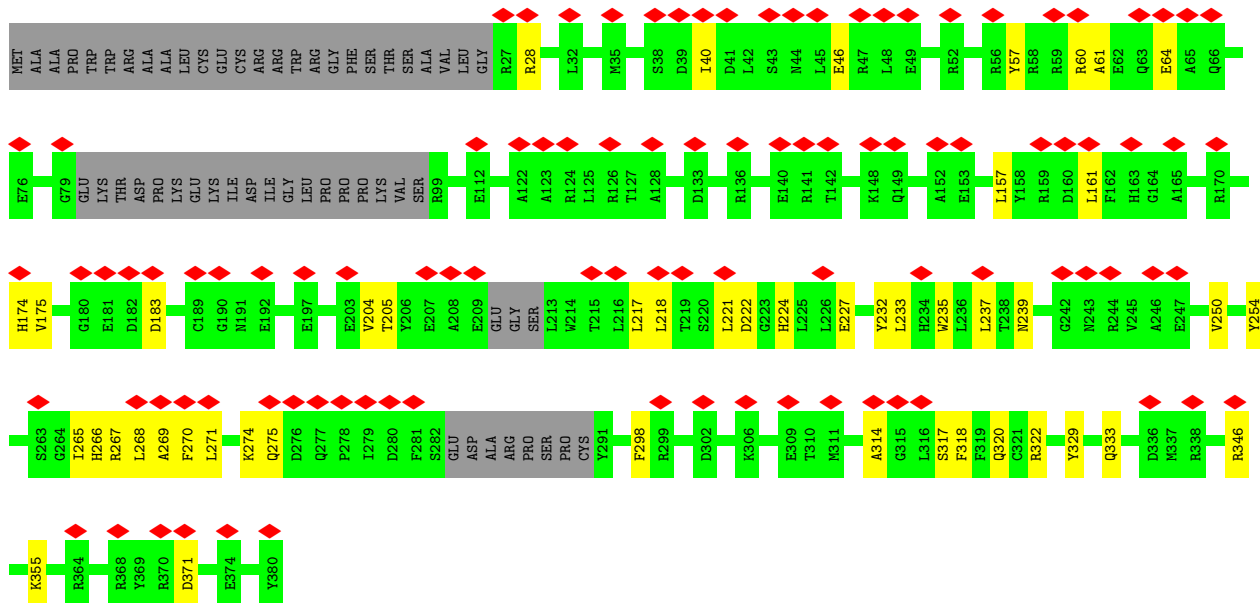 MET ALA ALA PRO TRP TRP ARG ALA ALA LEU CYS GLU CYS ARG ARG TRP ARG GLY PHE SER THR SER ALA VAL LEU GLY R27 R28 L32 M35 S38 D39 I40 D41 L42 S43 N44 L45 E46 R47 L48 E49 R52 R56 Y57 R58 R59 R60 A61 E62 Q63 E64 A65 Q66
E76 G79 GLU LYS THR ASP PRO LYS GLU LYS ILE ASP ILE GLY LEU PRO PRO PRO LYS VAL SER R99 E112 A122 A123 R124 L125 R126 T127 A128 D133 R136 E140 R141 T142 K148 Q149 A152 E153 L157 Y158 R159 D160 L161 F162 H163 G164 A165 R170
H174 V175 G180 E181 D182 D183 C189 G190 N191 E192 E197 E203 V204 T205 Y206 E207 A208 E209 GLU GLY SER L213 W214 T215 L216 L217 L218 T219 S220 L221 D222 G223 H224 L225 L226 E227 Y232 L233 H234 W235 L236 L237 T238 N239 G242 N243 R244 V245 A246 E247 V250 Y254
S263 G264 I265 H266 R267 L268 A269 F270 L271 K274 Q275 D276 Q277 P278 I279 D280 F281 S282 GLU ASP ALA ARG PRO SER PRO CYS Y291 F298 R299 D302 K306 E309 T310 M311 A314 G315 L316 S317 F318 F319 Q320 C321 R322 Y329 Q333 D336 M337 R338 R346
K355 R364 R368 Y369 R370 D371 E374 Y380